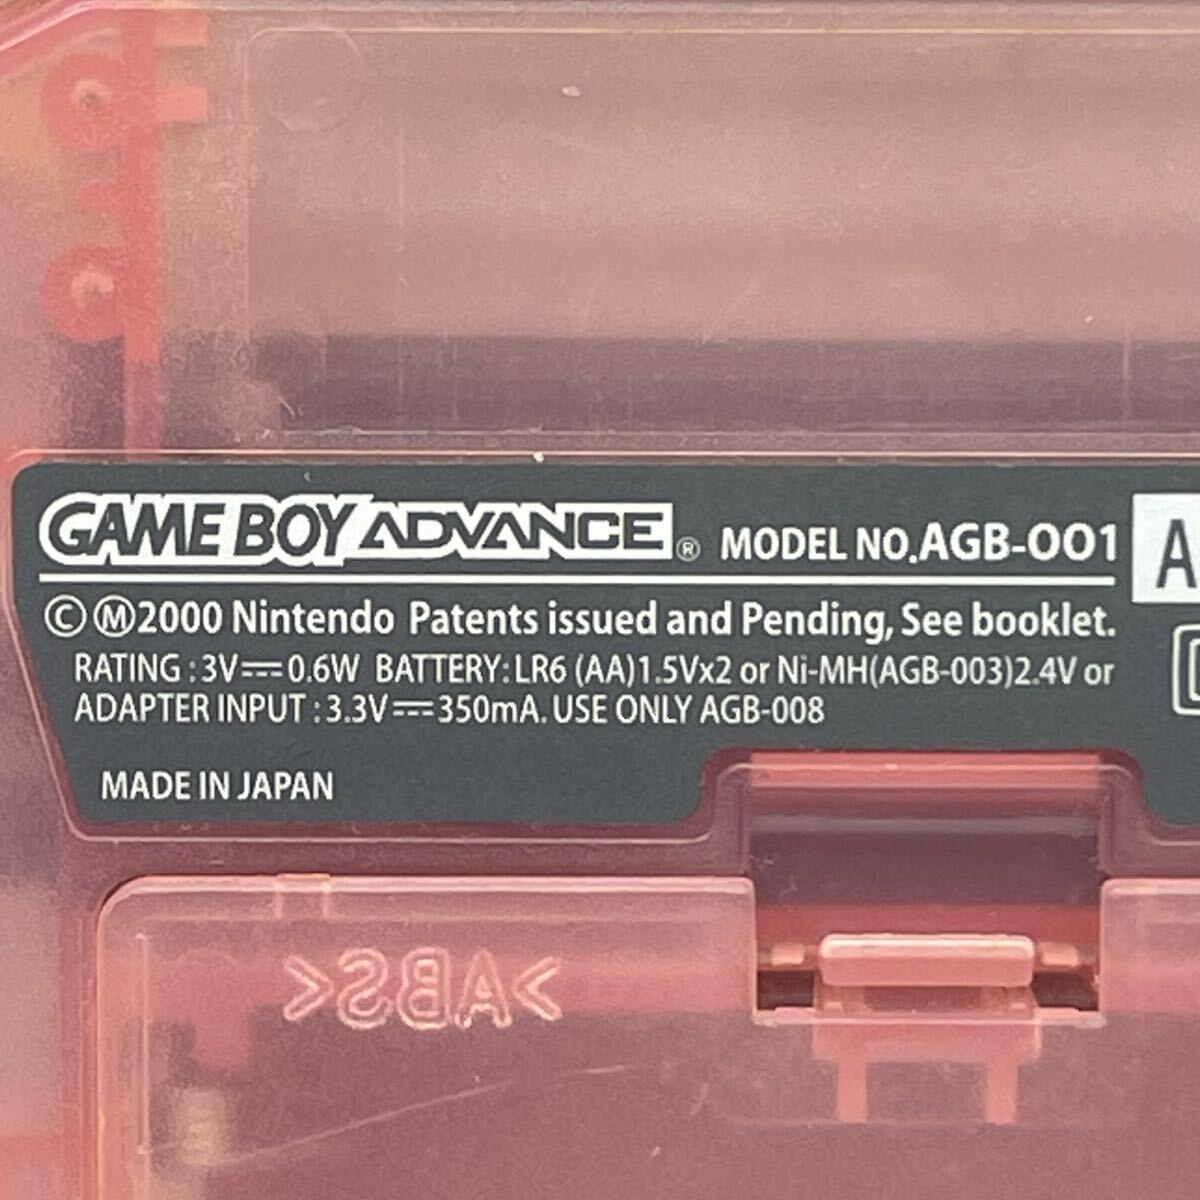 GAME BOY ADVANCE® MODEL NO.AGB-001
Ⓒ Ⓜ2000 Nintendo Patents issued and Pending, See booklet.
RATING : 3V⎓0.6W BATTERY: LR6 (AA)1.5Vx2 or Ni-MH(AGB-003)2.4V or
ADAPTER INPUT : 3.3V⎓350mA. USE ONLY AGB-008
MADE IN JAPAN
>ABS<